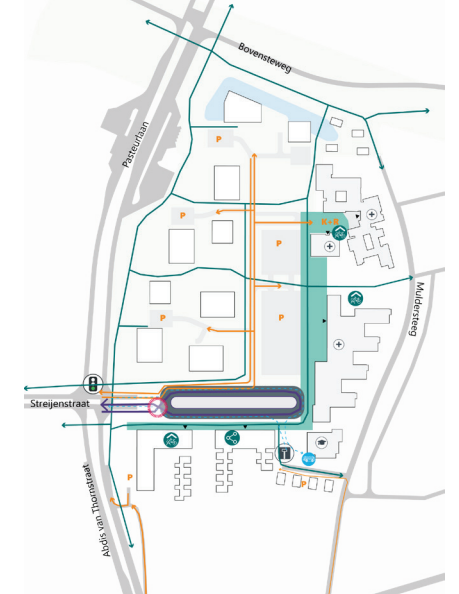 Bovensteweg
Pasteurlaan
P
P
K+R
P
P
P
Muldersteeg
Streijenstraat
P
P
Abdis van Thornstraat